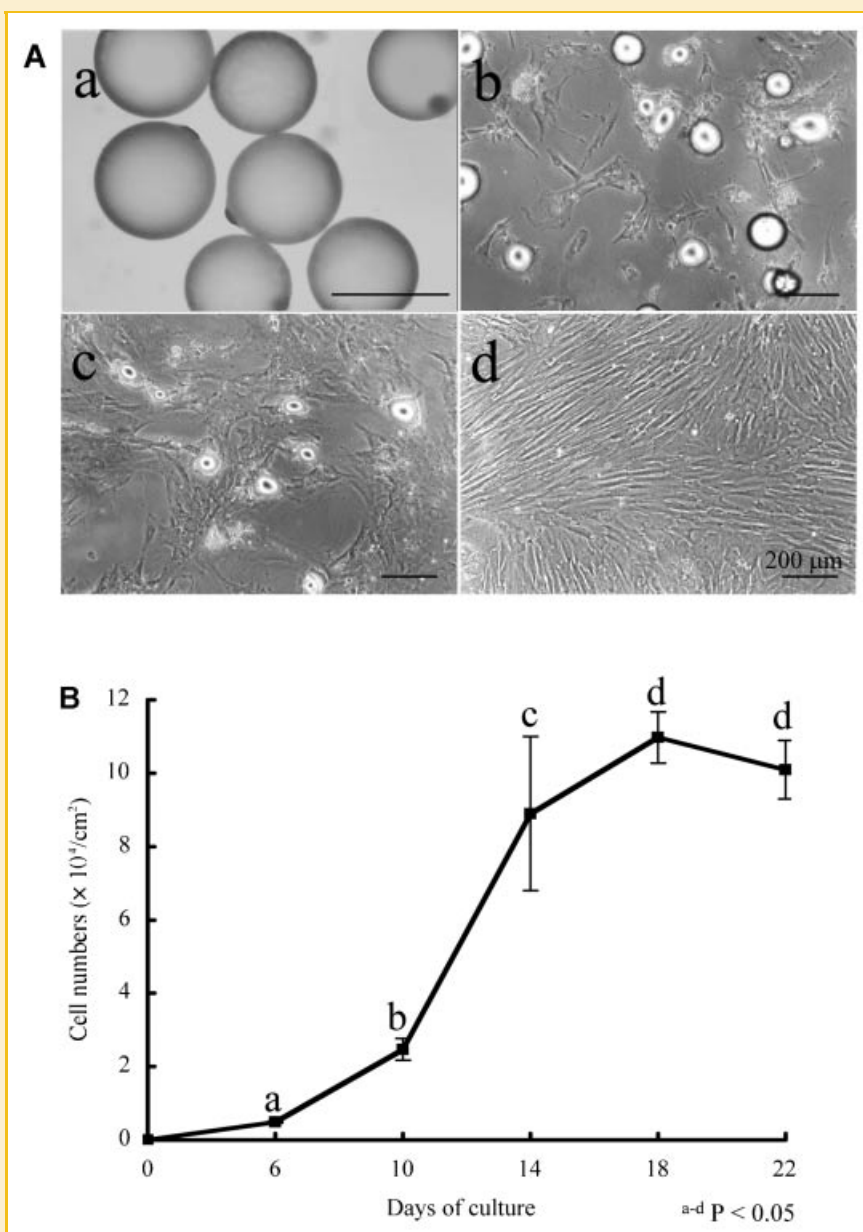 A
a
b
c
d
200 μm
B
12
10
8
6
4
2
0
Cell numbers (× 10⁴/cm²)
a
b
c
d
d
0 6 10 14 18 22
Days of culture
a-d P < 0.05